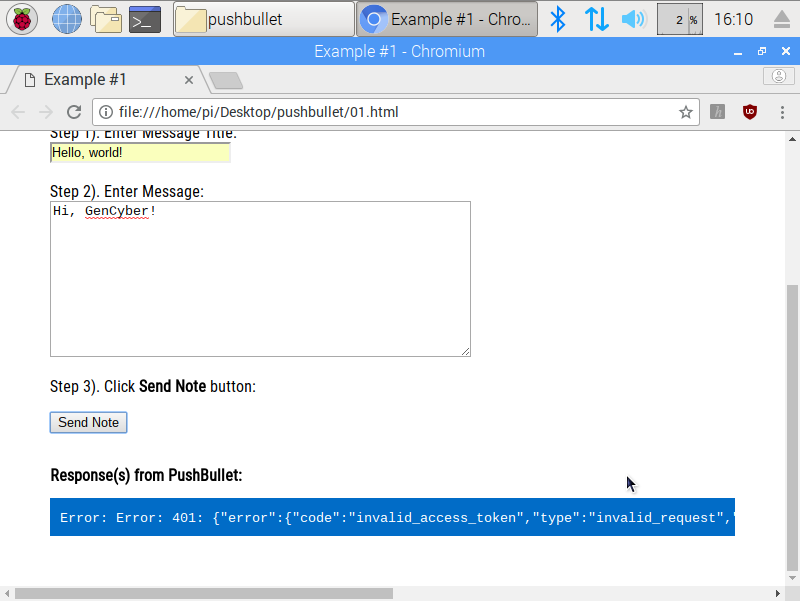 pushbullet
Example #1 - Chro...
2 %
16:10
Example #1 - Chromium
Example #1
file:///home/pi/Desktop/pushbullet/01.html
Step 1). Enter Message Title:
Hello, world!
Step 2). Enter Message:
Hi, GenCyber!
Step 3). Click Send Note button:
Send Note
Response(s) from PushBullet:
Error: Error: 401: {"error":{"code":"invalid_access_token","type":"invalid_request","